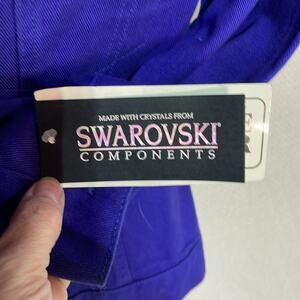 MADE WITH CRYSTALS FROM
SWAROVSKI
COMPONENTS